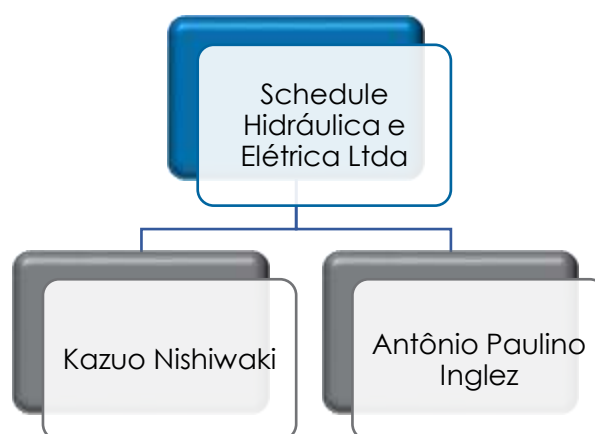 Schedule
Hidráulica e
Elétrica Ltda
Kazuo Nishiwaki
Antônio Paulino
Inglez